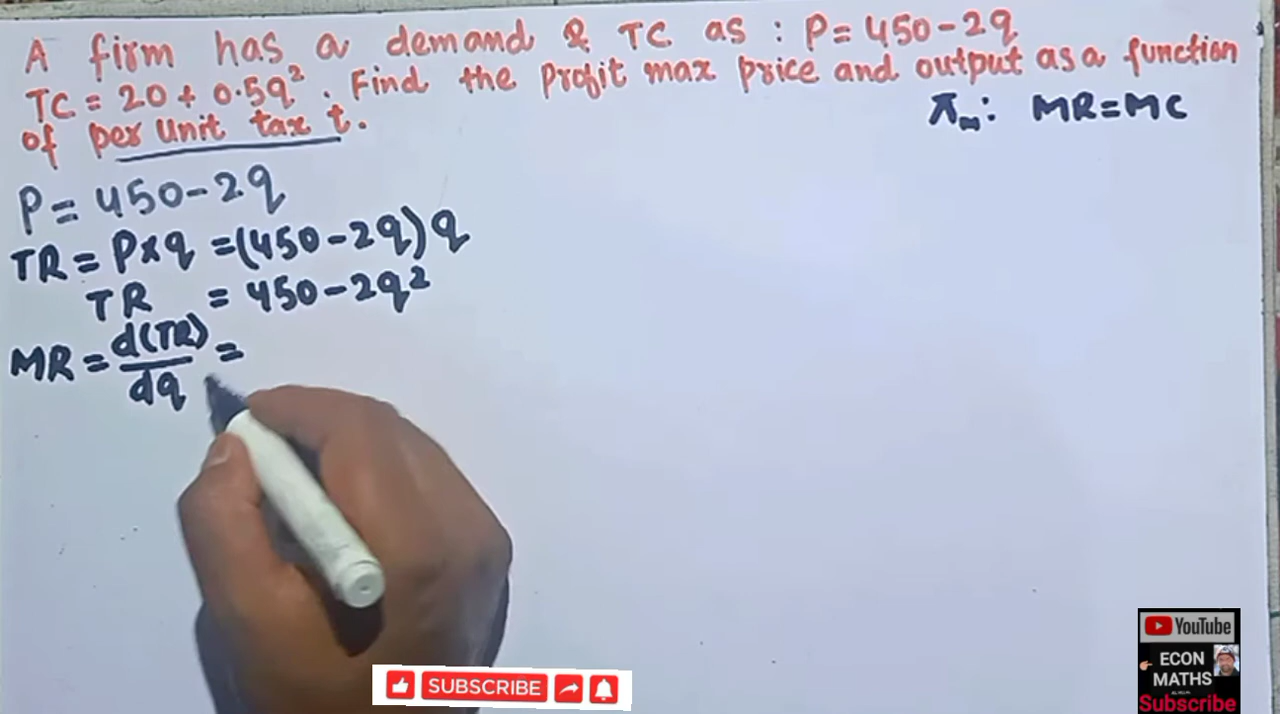 A firm has a demand & TC as : P = 450 - 2q
TC = 20 + 0.5q². Find the Profit max price and output as a function
of per unit tax t.
πm: MR = MC
P = 450 - 2q
TR = P × q = (450 - 2q) q
TR = 450 - 2q²
MR = d(TR)/dq =
SUBSCRIBE
YouTube
ECON
MATHS
Subscribe